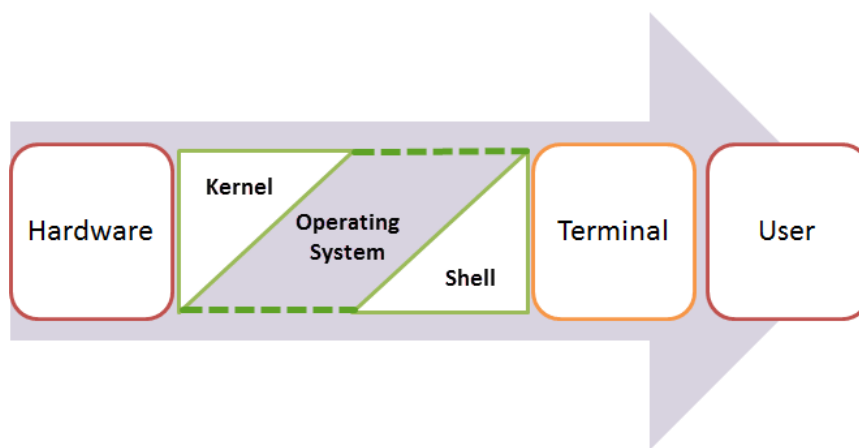 Hardware
Kernel
Operating
System
Shell
Terminal
User